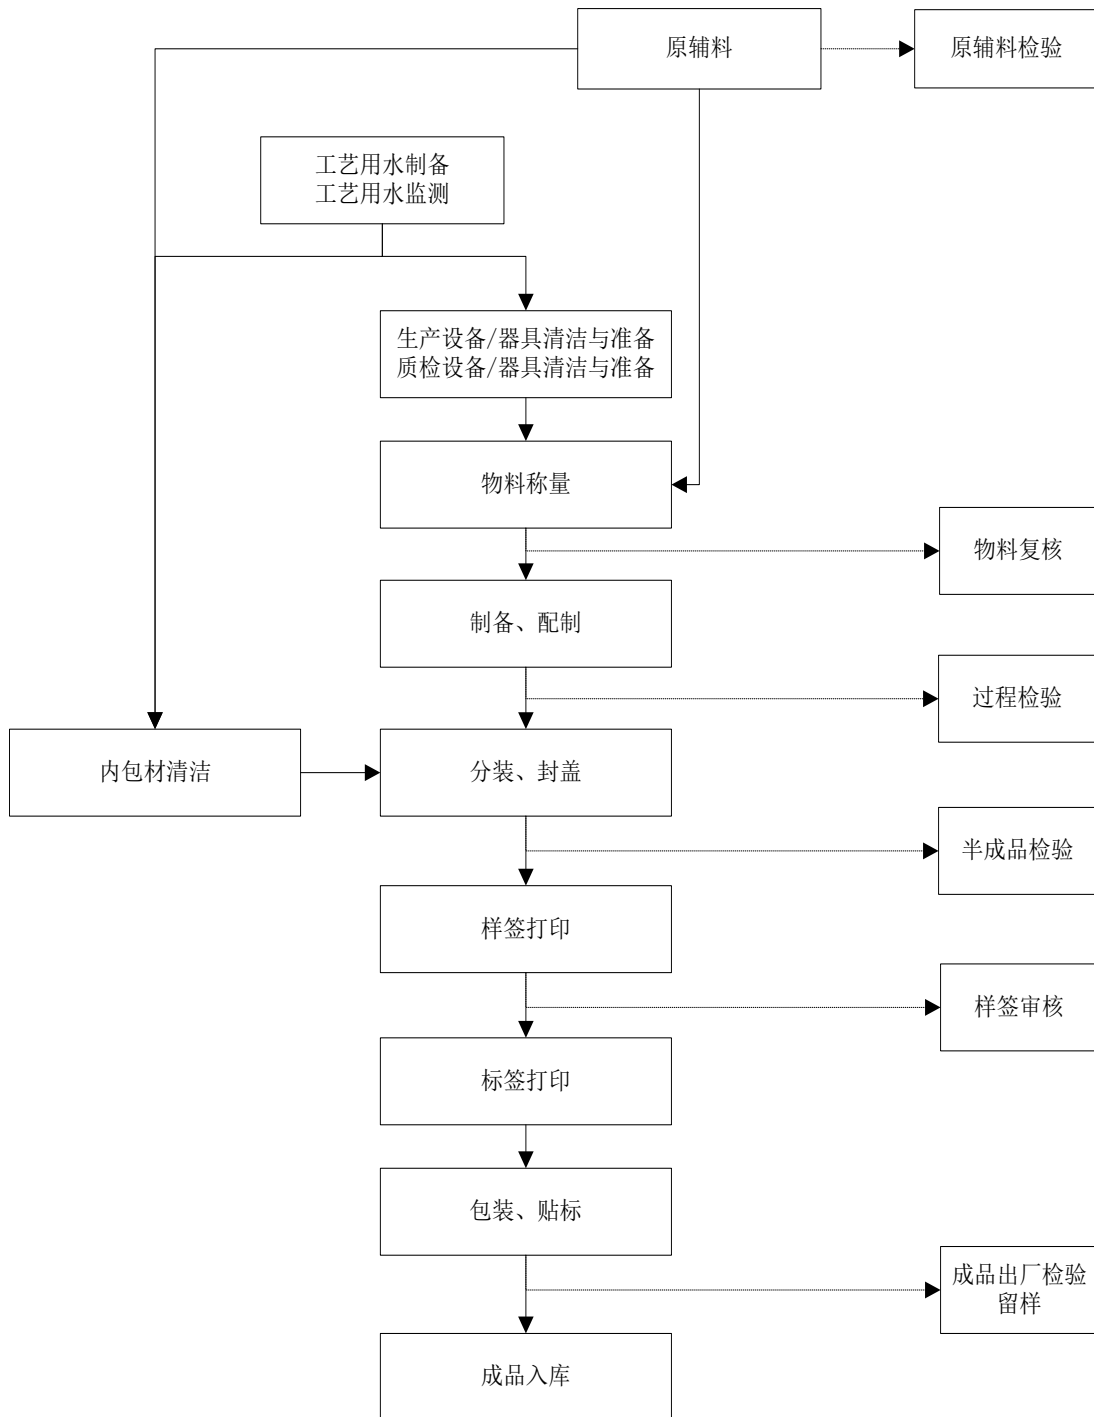 原辅料
原辅料检验
工艺用水制备
工艺用水监测
生产设备/器具清洁与准备
质检设备/器具清洁与准备
物料称量
物料复核
制备、配制
过程检验
内包材清洁
分装、封盖
半成品检验
样签打印
样签审核
标签打印
包装、贴标
成品出厂检验
留样
成品入库